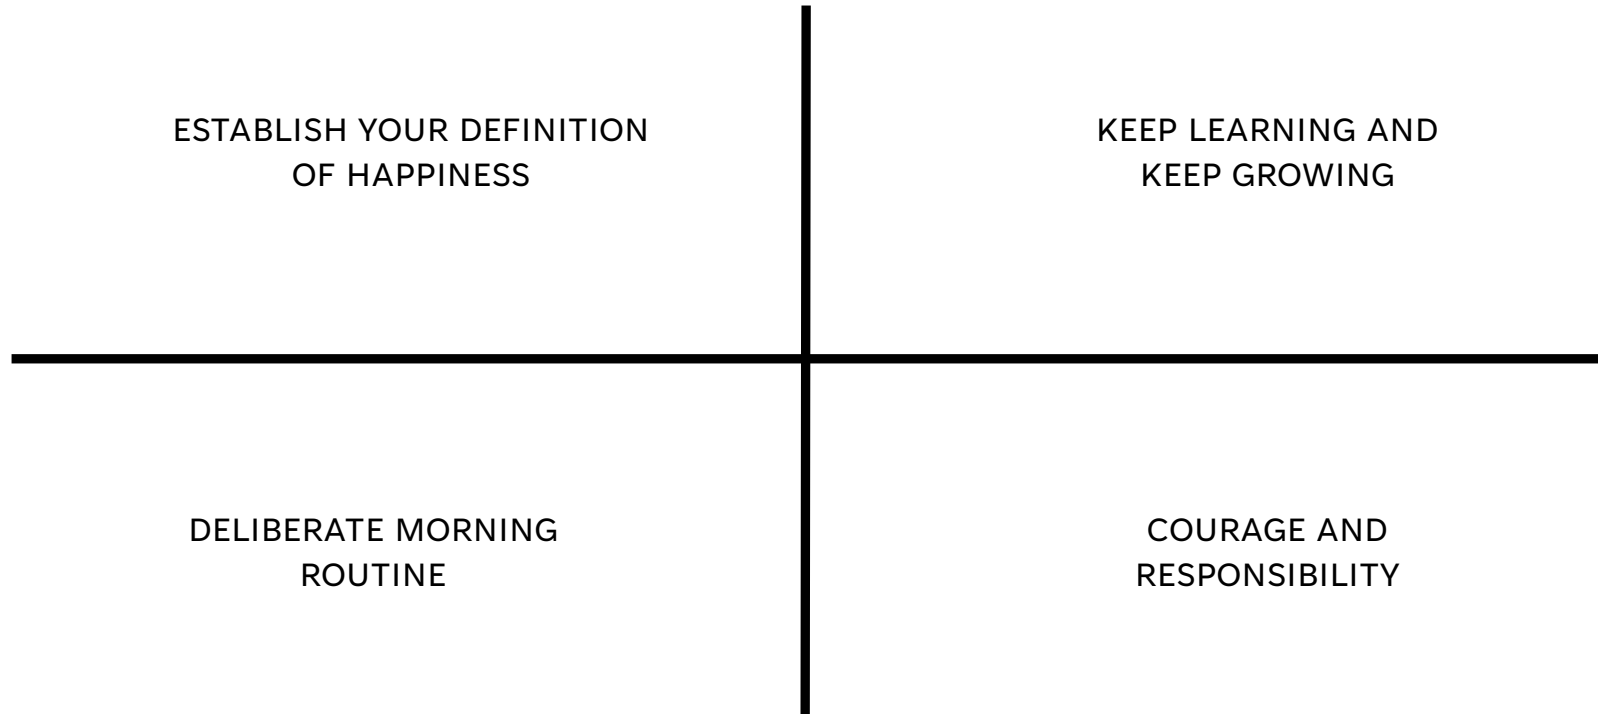 ESTABLISH YOUR DEFINITION
OF HAPPINESS
KEEP LEARNING AND
KEEP GROWING
DELIBERATE MORNING
ROUTINE
COURAGE AND
RESPONSIBILITY